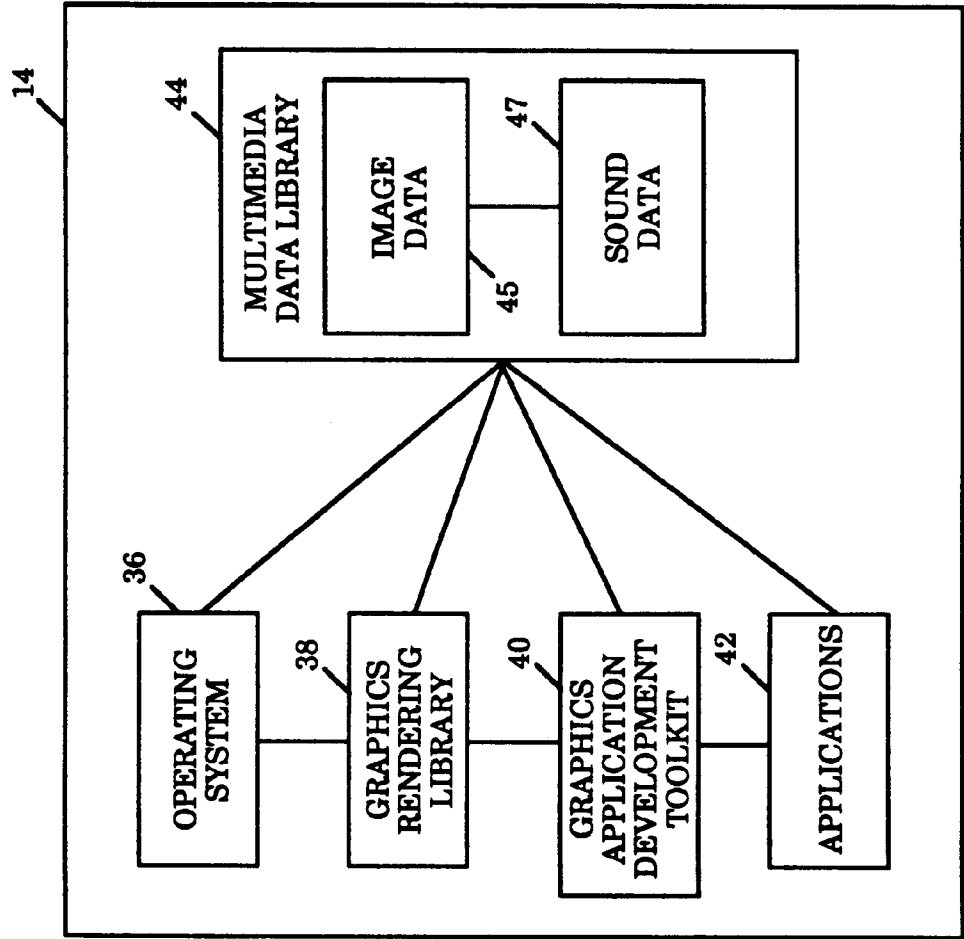 14
36
OPERATING
SYSTEM
38
GRAPHICS
RENDERING
LIBRARY
40
GRAPHICS
APPLICATION
DEVELOPMENT
TOOLKIT
42
APPLICATIONS
44
MULTIMEDIA
DATA LIBRARY
IMAGE
DATA
45
47
SOUND
DATA